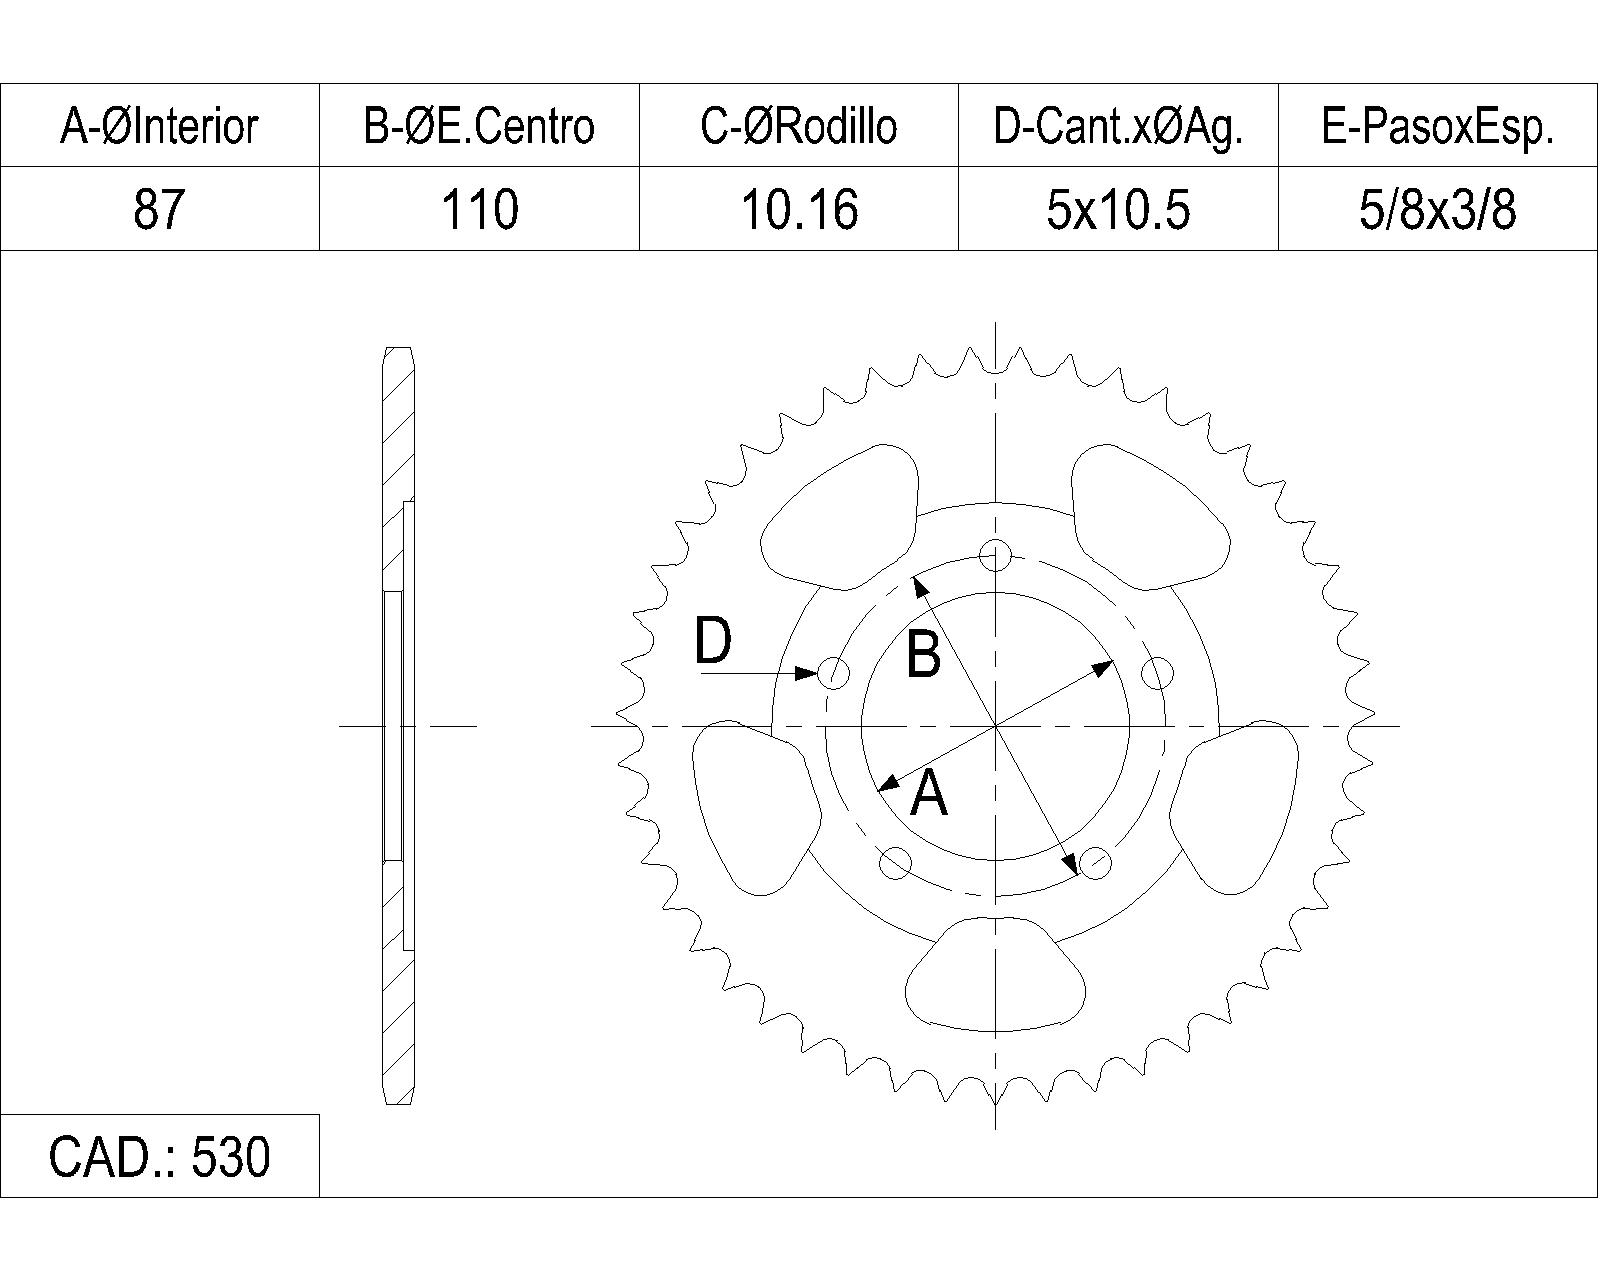 A-ØInterior B-ØE.Centro C-ØRodillo D-Cant.xØAg. E-PasoxEsp.
87 110 10.16 5x10.5 5/8x3/8
D
B
A
CAD.: 530